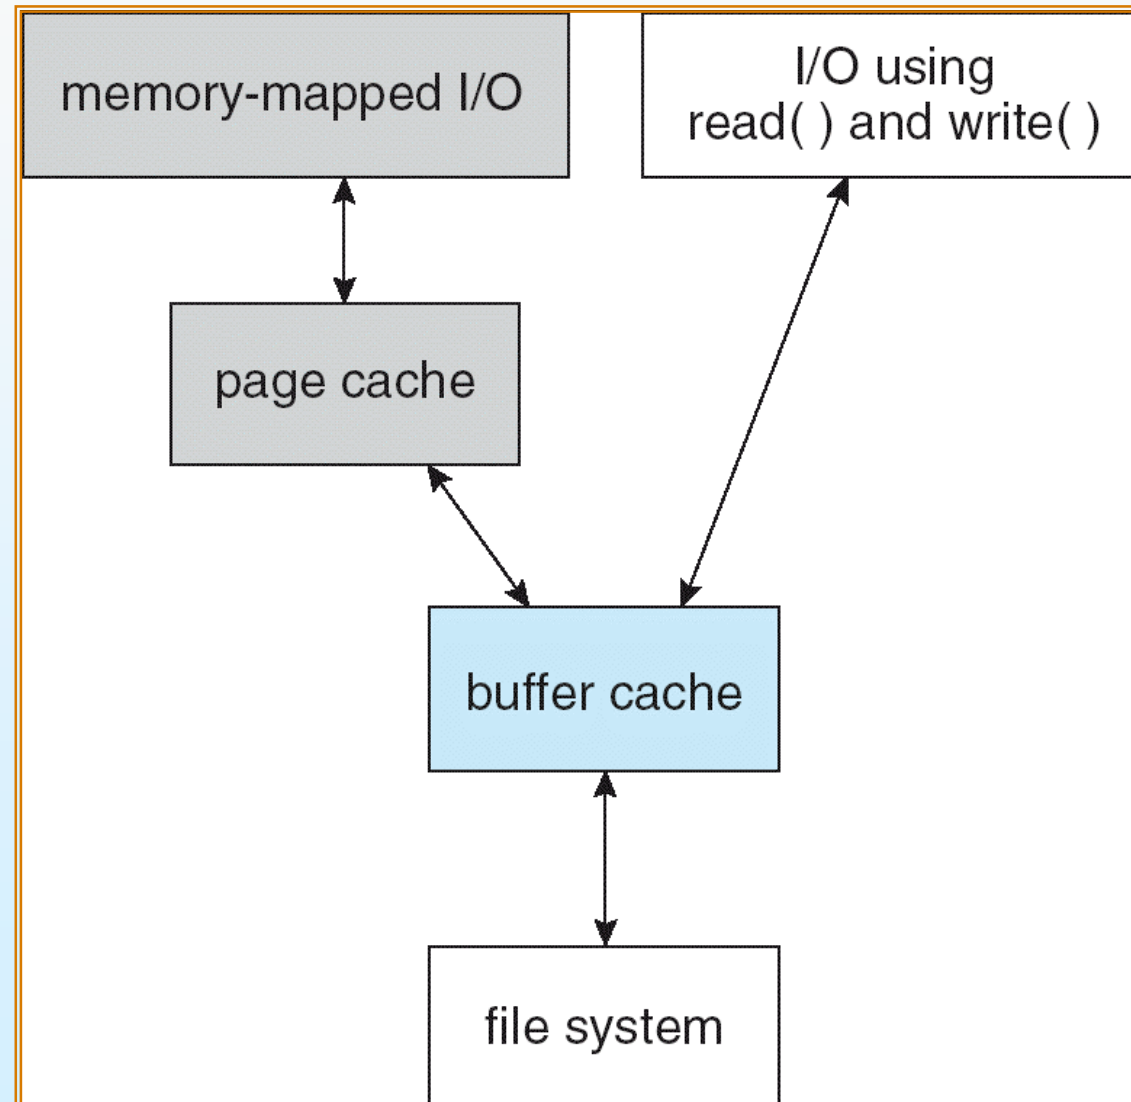 memory-mapped I/O
I/O using
read( ) and write( )
page cache
buffer cache
file system